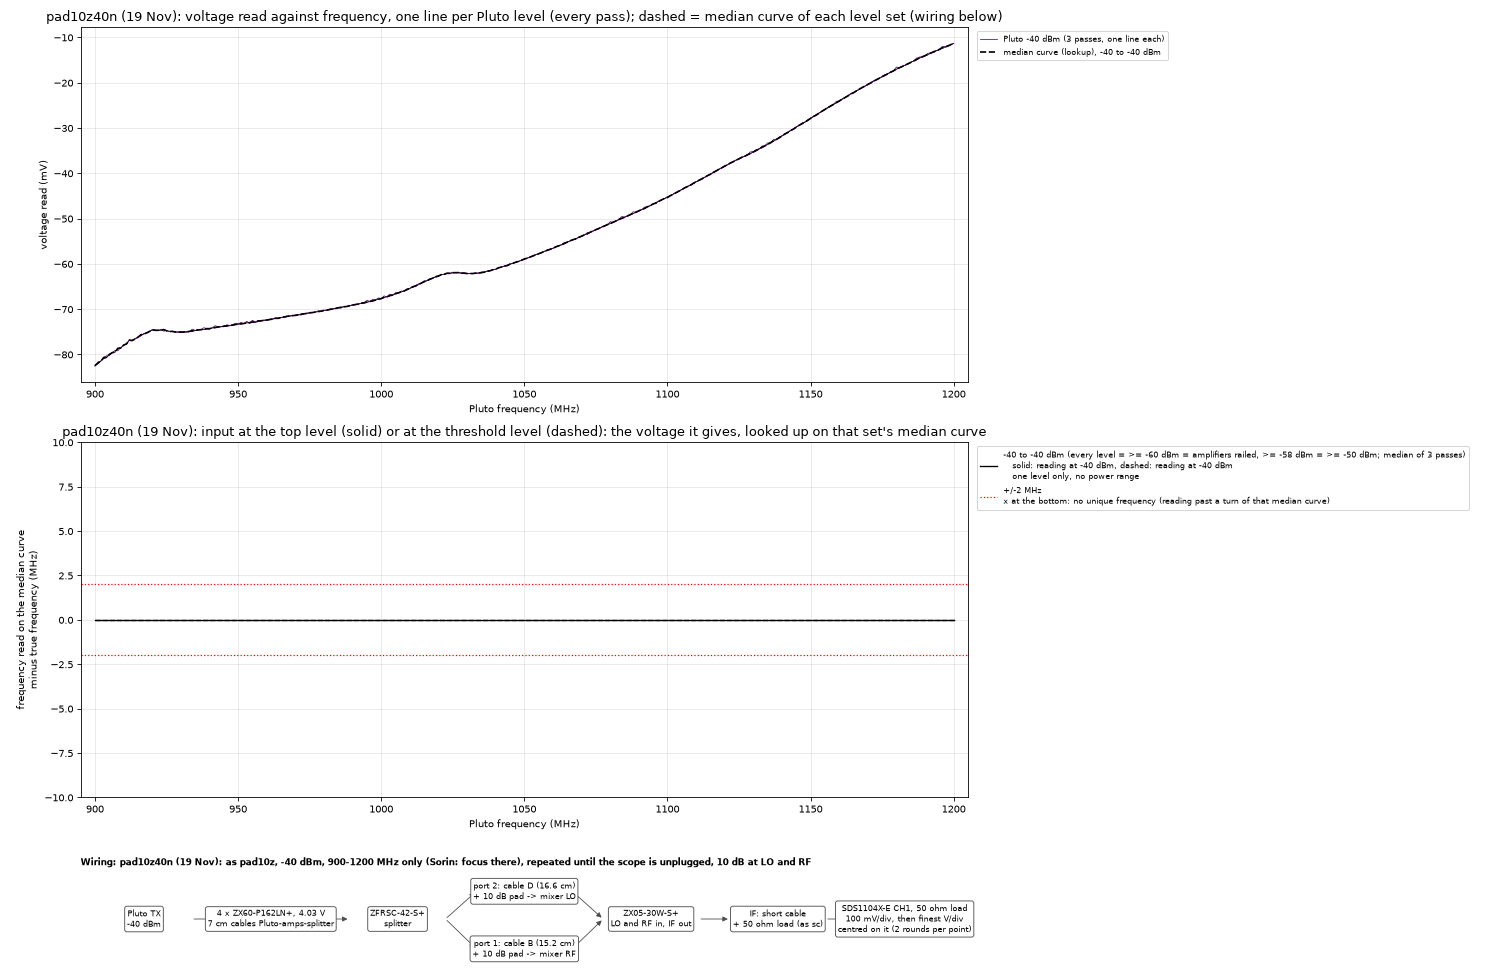 pad10z40n (19 Nov): voltage read against frequency, one line per Pluto level (every pass); dashed = median curve of each level set (wiring below)
−10
−20
−30
−40
−50
−60
−70
−80
voltage read (mV)
900
950
1000
1050
1100
1150
1200
Pluto frequency (MHz)
Pluto -40 dBm (3 passes, one line each)
median curve (lookup), -40 to -40 dBm
pad10z40n (19 Nov): input at the top level (solid) or at the threshold level (dashed): the voltage it gives, looked up on that set's median curve
10.0
7.5
5.0
2.5
0.0
−2.5
−5.0
−7.5
−10.0
frequency read on the median curve
minus true frequency (MHz)
900
950
1000
1050
1100
1150
1200
Pluto frequency (MHz)
-40 to -40 dBm (every level = >= -60 dBm = amplifiers railed, >= -58 dBm = >= -50 dBm; median of 3 passes)
solid: reading at -40 dBm, dashed: reading at -40 dBm
one level only, no power range
+/-2 MHz
x at the bottom: no unique frequency (reading past a turn of that median curve)
Wiring: pad10z40n (19 Nov): as pad10z, -40 dBm, 900-1200 MHz only (Sorin: focus there), repeated until the scope is unplugged, 10 dB at LO and RF
Pluto TX
-40 dBm
4 x ZX60-P162LN+, 4.03 V
7 cm cables Pluto-amps-splitter
ZFRSC-42-S+
splitter
port 2: cable D (16.6 cm)
+ 10 dB pad -> mixer LO
port 1: cable B (15.2 cm)
+ 10 dB pad -> mixer RF
ZX05-30W-S+
LO and RF in, IF out
IF: short cable
+ 50 ohm load (as sc)
SDS1104X-E CH1, 50 ohm load
100 mV/div, then finest V/div
centred on it (2 rounds per point)